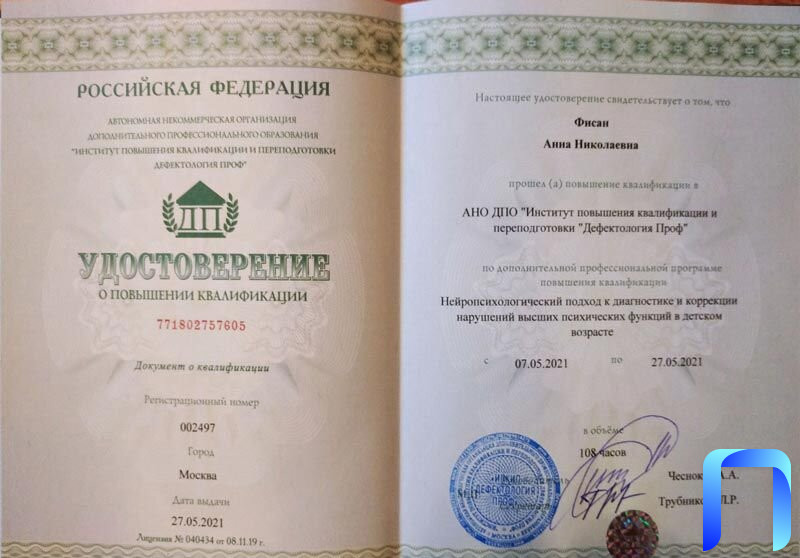 РОССИЙСКАЯ ФЕДЕРАЦИЯ
АВТОНОМНАЯ НЕКОММЕРЧЕСКАЯ ОРГАНИЗАЦИЯ
ДОПОЛНИТЕЛЬНОГО ПРОФЕССИОНАЛЬНОГО ОБРАЗОВАНИЯ
"ИНСТИТУТ ПОВЫШЕНИЯ КВАЛИФИКАЦИИ И ПЕРЕПОДГОТОВКИ
ДЕФЕКТОЛОГИЯ ПРОФ"
ДП
УДОСТОВЕРЕНИЕ
О ПОВЫШЕНИИ КВАЛИФИКАЦИИ
771802757605
Документ о квалификации
Регистрационный номер
002497
Город
Москва
Дата выдачи
27.05.2021
Лицензия № 040434 от 08.11.19 г.
Настоящее удостоверение свидетельствует о том, что
Фисан
Анна Николаевна
прошел (а) повышение квалификации в
АНО ДПО "Институт повышения квалификации и
переподготовки "Дефектология Проф"
по дополнительной профессиональной программе
повышения квалификации
Нейропсихологический подход к диагностике и коррекции
нарушений высших психических функций в детском
возрасте
с 07.05.2021 по 27.05.2021
в объёме
108 часов
А.А.
Л.Р.
ДЕФЕКТОЛОГИЯ
П